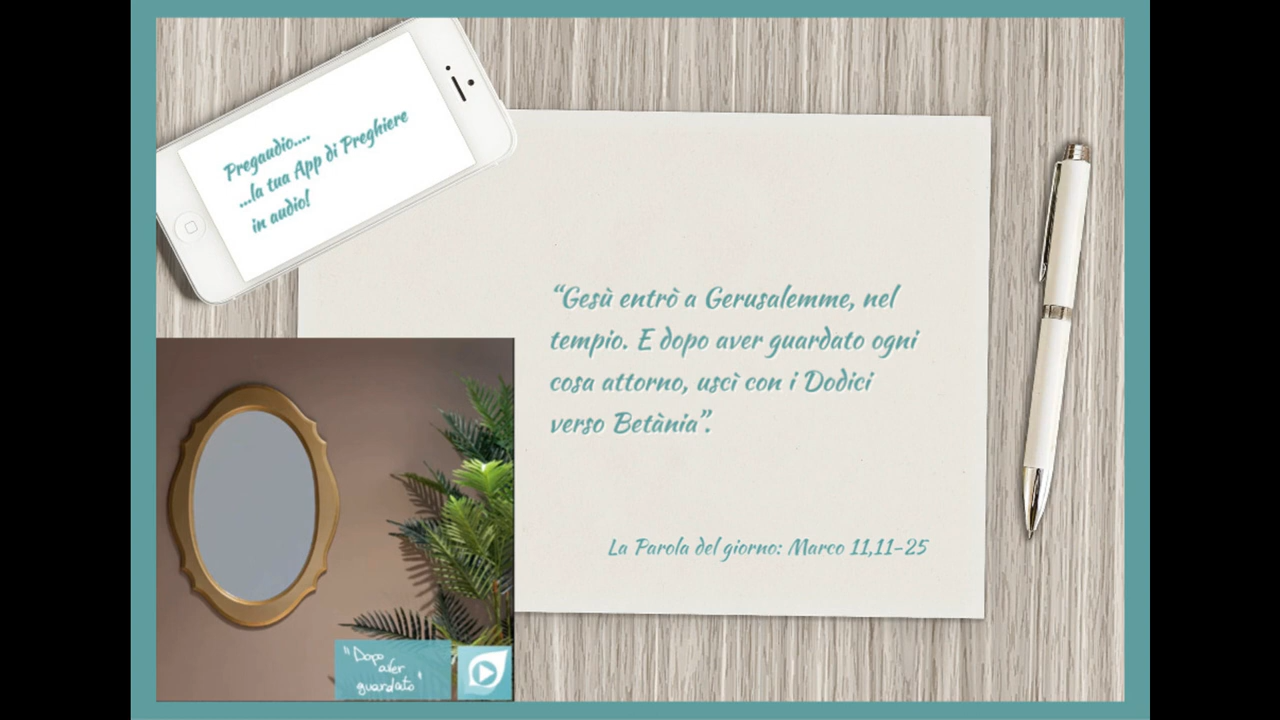 Pregaudio....
...la tua App di Preghiere
in audio!
“Gesù entrò a Gerusalemme, nel
tempio. E dopo aver guardato ogni
cosa attorno, uscì con i Dodici
verso Betània”.
La Parola del giorno: Marco 11,11-25
"Dopo
aver
guardato"